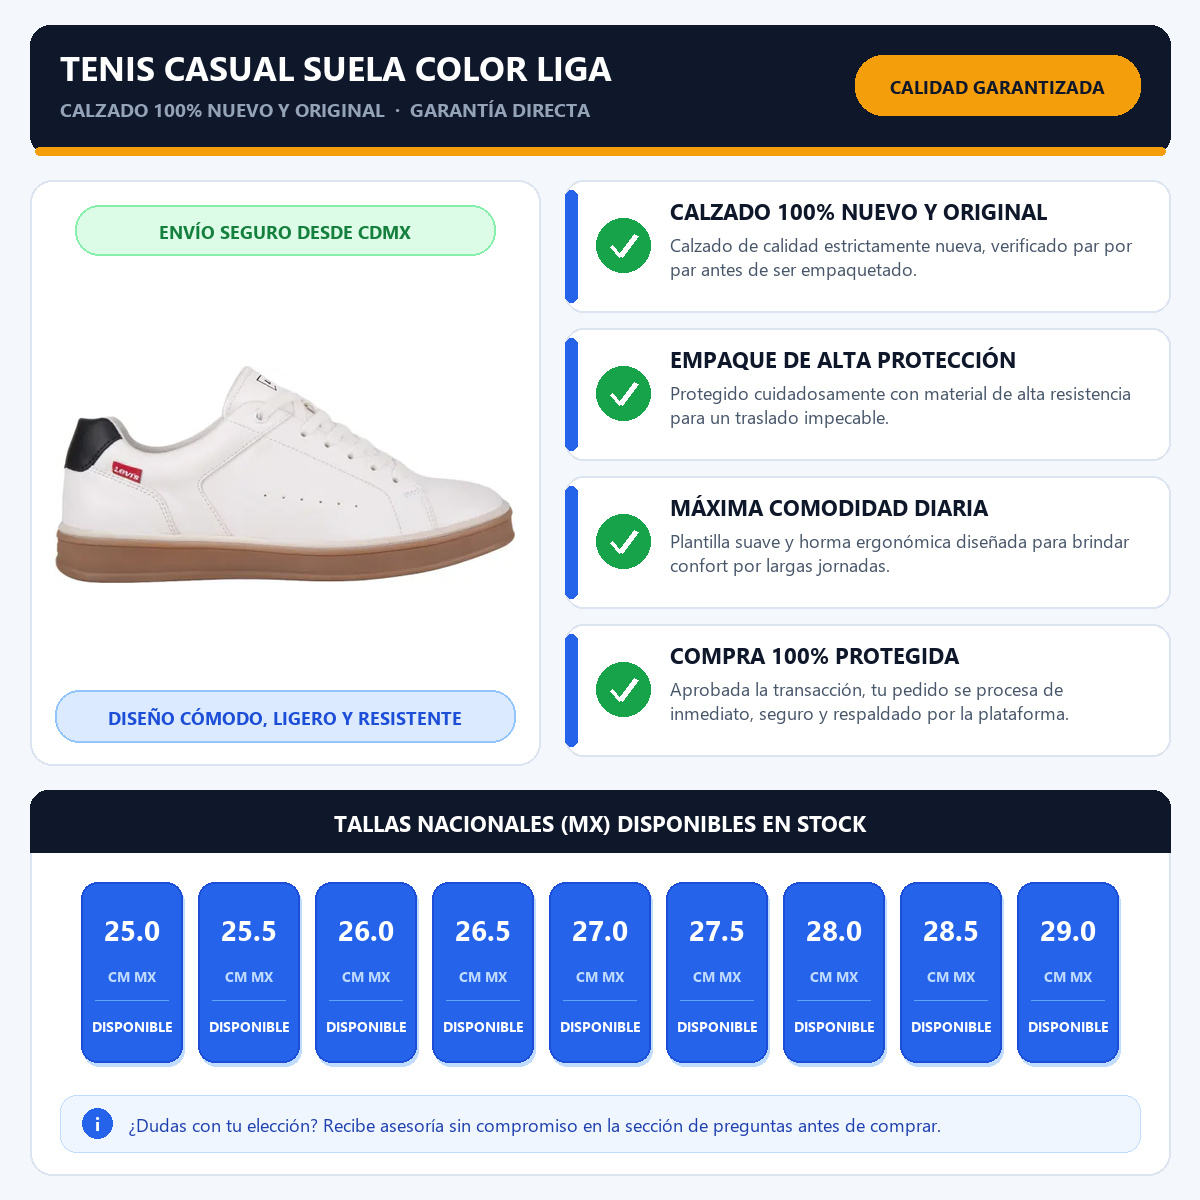 TENIS CASUAL SUELA COLOR LIGA
CALZADO 100% NUEVO Y ORIGINAL · GARANTÍA DIRECTA
CALIDAD GARANTIZADA
ENVÍO SEGURO DESDE CDMX
Levi's
DISEÑO CÓMODO, LIGERO Y RESISTENTE
CALZADO 100% NUEVO Y ORIGINAL
Calzado de calidad estrictamente nueva, verificado par por
par antes de ser empaquetado.
EMPAQUE DE ALTA PROTECCIÓN
Protegido cuidadosamente con material de alta resistencia
para un traslado impecable.
MÁXIMA COMODIDAD DIARIA
Plantilla suave y horma ergonómica diseñada para brindar
confort por largas jornadas.
COMPRA 100% PROTEGIDA
Aprobada la transacción, tu pedido se procesa de
inmediato, seguro y respaldado por la plataforma.
TALLAS NACIONALES (MX) DISPONIBLES EN STOCK
25.0 25.5 26.0 26.5 27.0 27.5 28.0 28.5 29.0
CM MX CM MX CM MX CM MX CM MX CM MX CM MX CM MX CM MX
DISPONIBLE DISPONIBLE DISPONIBLE DISPONIBLE DISPONIBLE DISPONIBLE DISPONIBLE DISPONIBLE DISPONIBLE
i ¿Dudas con tu elección? Recibe asesoría sin compromiso en la sección de preguntas antes de comprar.